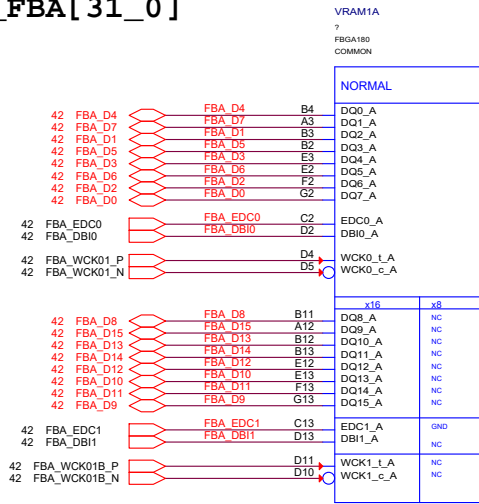 _FBA[31_0]
VRAM1A
?
FBGA180
COMMON
NORMAL
42 FBA_D4 FBA_D4 B4 DQ0_A
42 FBA_D7 FBA_D7 A3 DQ1_A
42 FBA_D1 FBA_D1 B3 DQ2_A
42 FBA_D5 FBA_D5 B2 DQ3_A
42 FBA_D3 FBA_D3 E3 DQ4_A
42 FBA_D6 FBA_D6 E2 DQ5_A
42 FBA_D2 FBA_D2 F2 DQ6_A
42 FBA_D0 FBA_D0 G2 DQ7_A
42 FBA_EDC0 FBA_EDC0 C2 EDC0_A
42 FBA_DBI0 FBA_DBI0 D2 DBI0_A
42 FBA_WCK01_P D4 WCK0_t_A
42 FBA_WCK01_N D5 WCK0_c_A
x16 x8
42 FBA_D8 FBA_D8 B11 DQ8_A NC
42 FBA_D15 FBA_D15 A12 DQ9_A NC
42 FBA_D13 FBA_D13 B12 DQ10_A NC
42 FBA_D14 FBA_D14 B13 DQ11_A NC
42 FBA_D12 FBA_D12 E12 DQ12_A NC
42 FBA_D10 FBA_D10 E13 DQ13_A NC
42 FBA_D11 FBA_D11 F13 DQ14_A NC
42 FBA_D9 FBA_D9 G13 DQ15_A NC
42 FBA_EDC1 FBA_EDC1 C13 EDC1_A GND
42 FBA_DBI1 FBA_DBI1 D13 DBI1_A NC
42 FBA_WCK01B_P D11 WCK1_t_A NC
42 FBA_WCK01B_N D10 WCK1_c_A NC